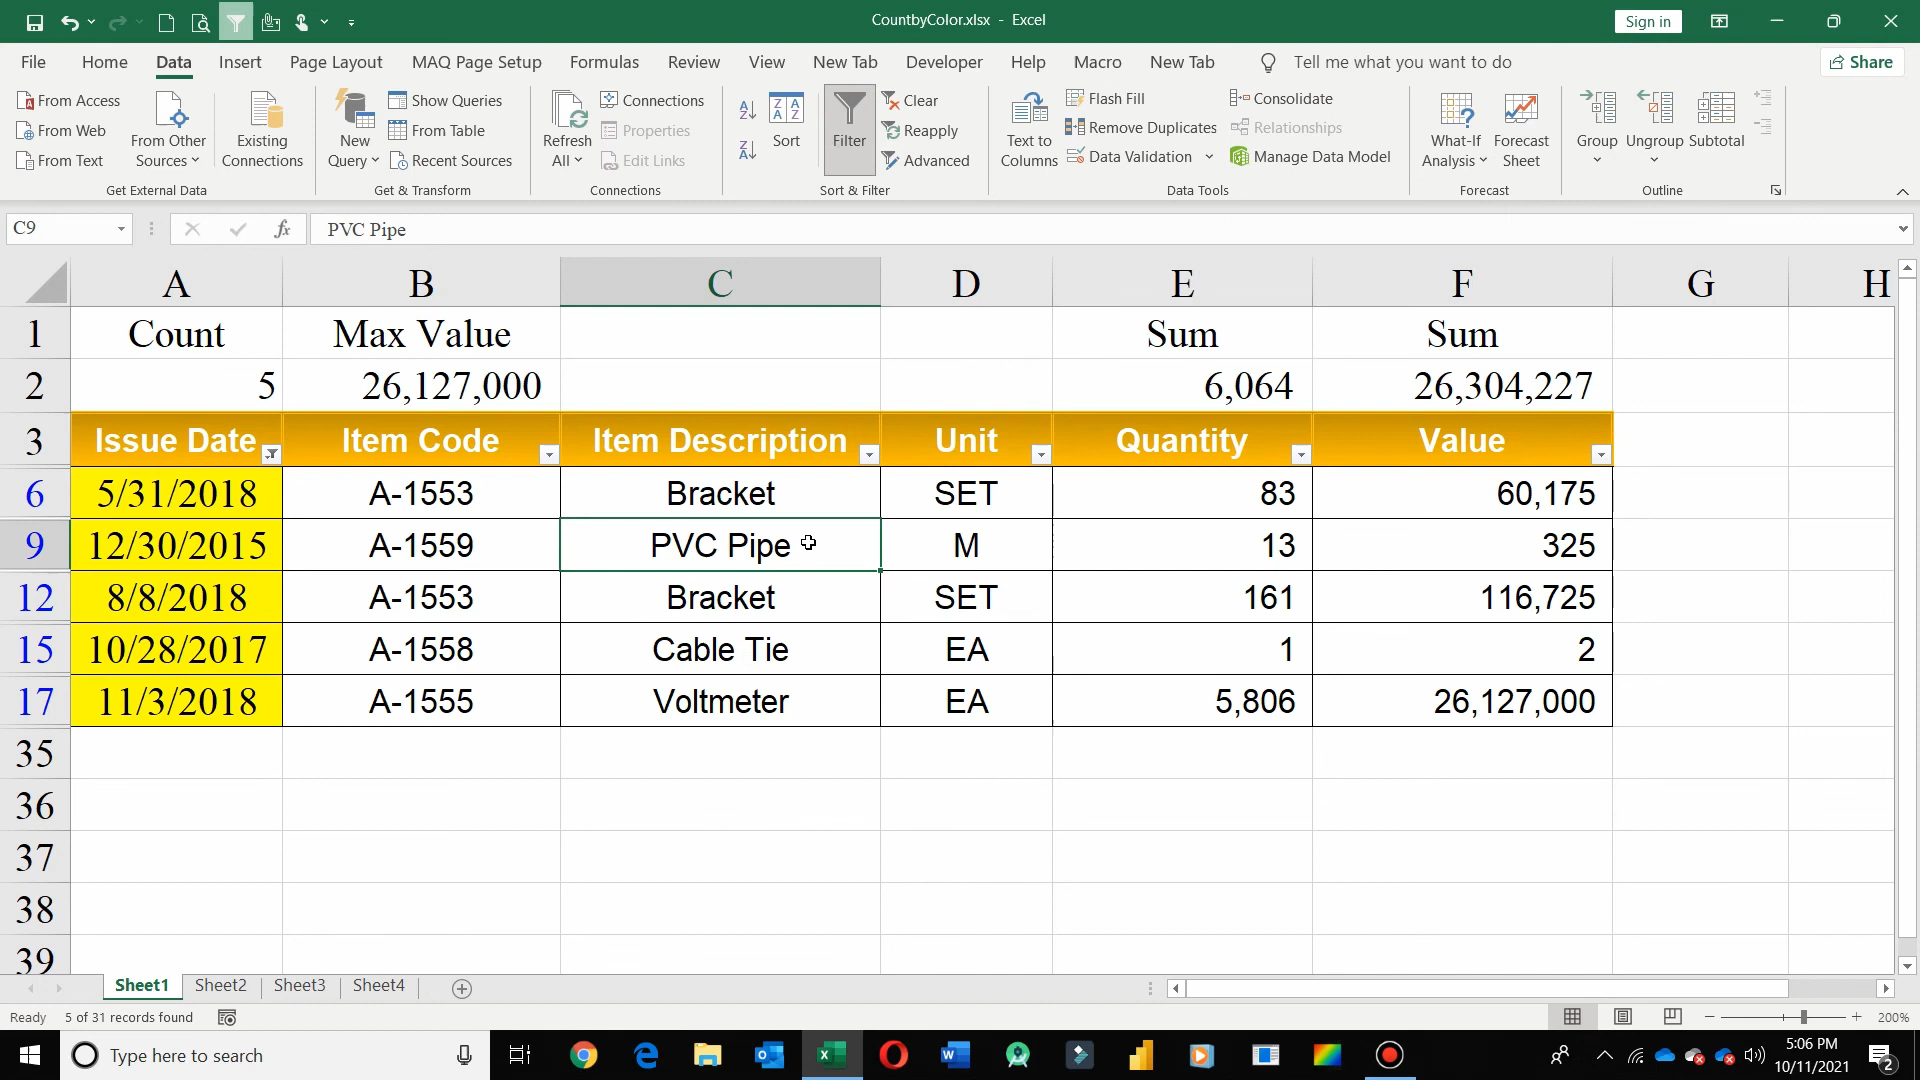 CountbyColor.xlsx - Excel
Sign in
File Home Data Insert Page Layout MAQ Page Setup Formulas Review View New Tab Developer Help Macro New Tab Tell me what you want to do Share
From Access
From Web
From Text
From Other Sources
Existing Connections
Get External Data
New Query
Show Queries
From Table
Recent Sources
Get & Transform
Refresh All
Connections
Properties
Edit Links
Connections
Sort
Filter
Clear
Reapply
Advanced
Sort & Filter
Text to Columns
Flash Fill
Remove Duplicates
Data Validation
Consolidate
Relationships
Manage Data Model
Data Tools
What-If Analysis
Forecast Sheet
Forecast
Group
Ungroup
Subtotal
Outline
C9 fx PVC Pipe
A B C D E F G H
1 Count Max Value Sum Sum
2 5 26,127,000 6,064 26,304,227
3 Issue Date Item Code Item Description Unit Quantity Value
6 5/31/2018 A-1553 Bracket SET 83 60,175
9 12/30/2015 A-1559 PVC Pipe M 13 325
12 8/8/2018 A-1553 Bracket SET 161 116,725
15 10/28/2017 A-1558 Cable Tie EA 1 2
17 11/3/2018 A-1555 Voltmeter EA 5,806 26,127,000
35
36
37
38
39
Sheet1 Sheet2 Sheet3 Sheet4
Ready 5 of 31 records found 200%
Type here to search
5:06 PM
10/11/2021
2